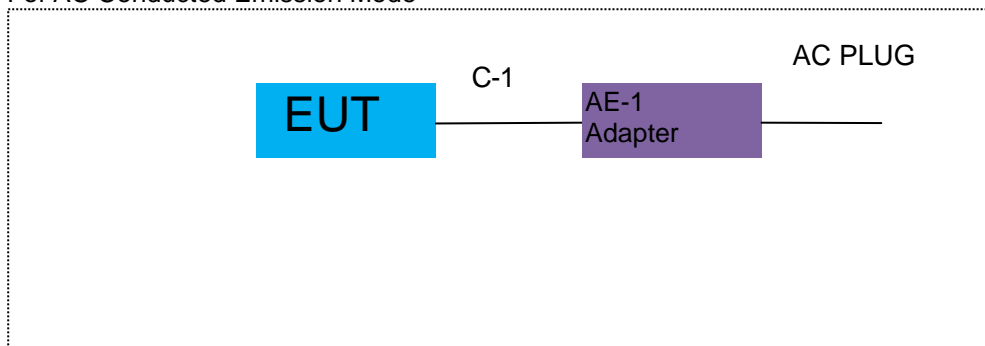 For AC Conducted Emission Mode
AC PLUG
C-1
EUT
AE-1
Adapter